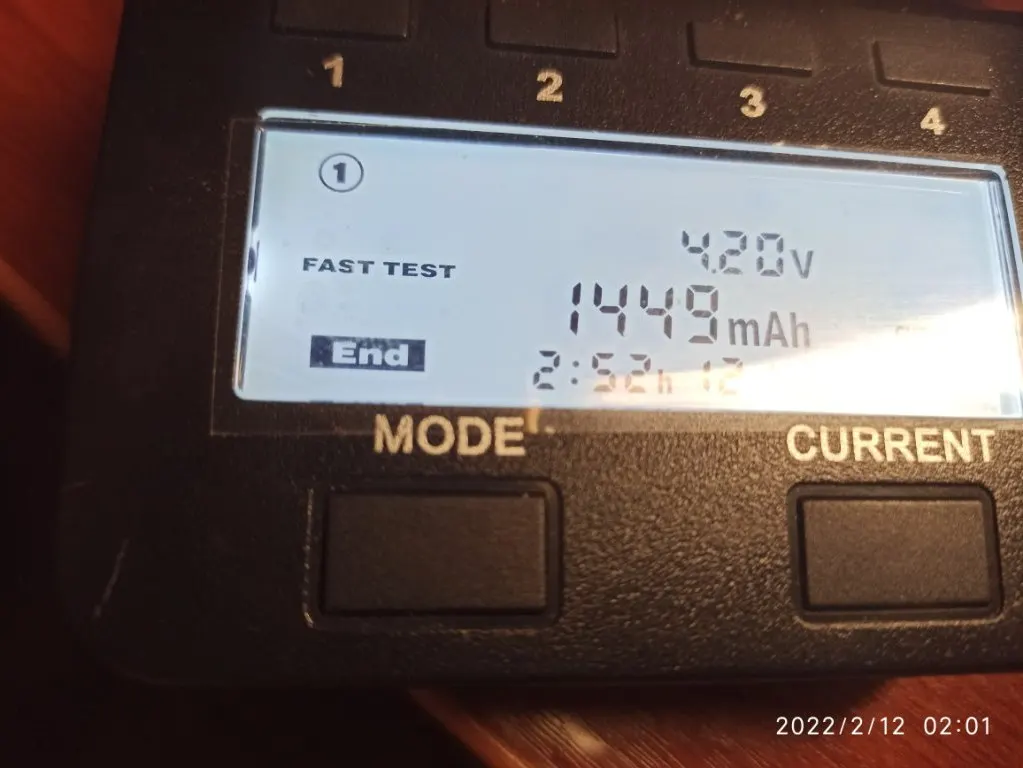 1 2 3 4
1
4.20V
FAST TEST
1449mAh
End
2:52h
MODE CURRENT
2022/2/12 02:01